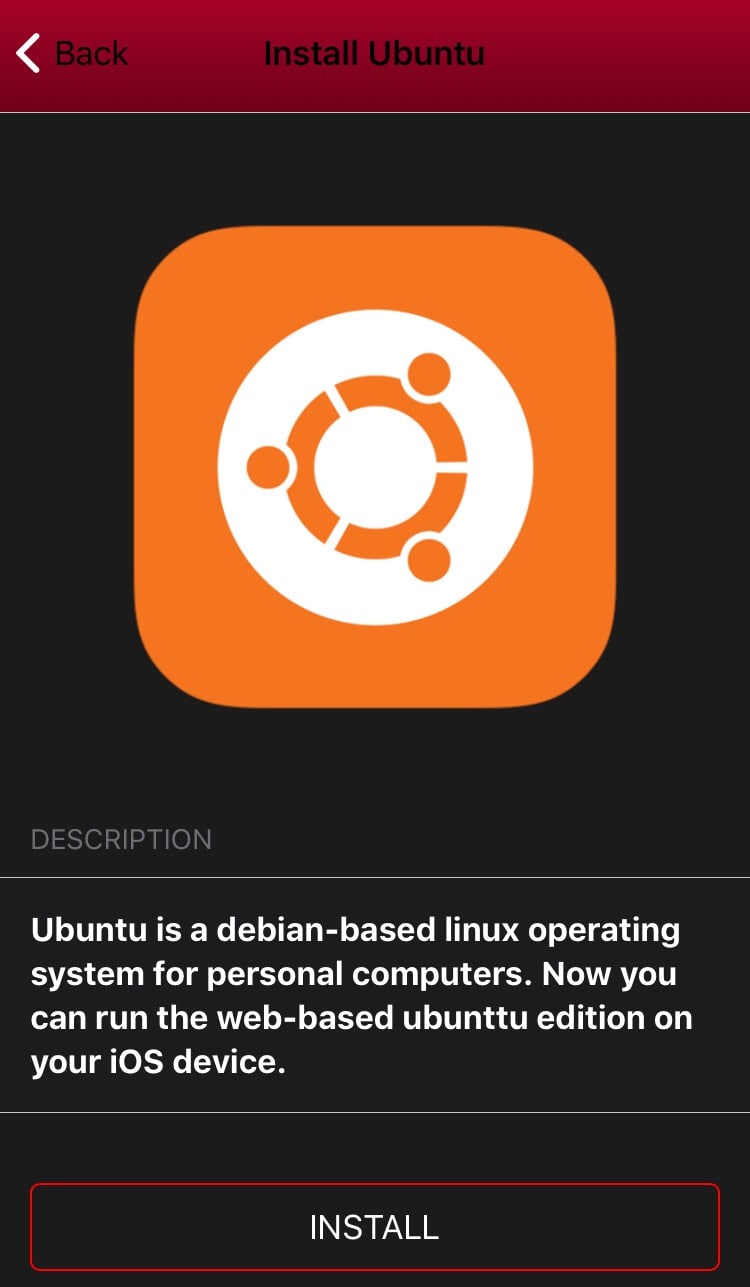 Back
Install Ubuntu
DESCRIPTION
Ubuntu is a debian-based linux operating
system for personal computers. Now you
can run the web-based ubunttu edition on
your iOS device.
INSTALL